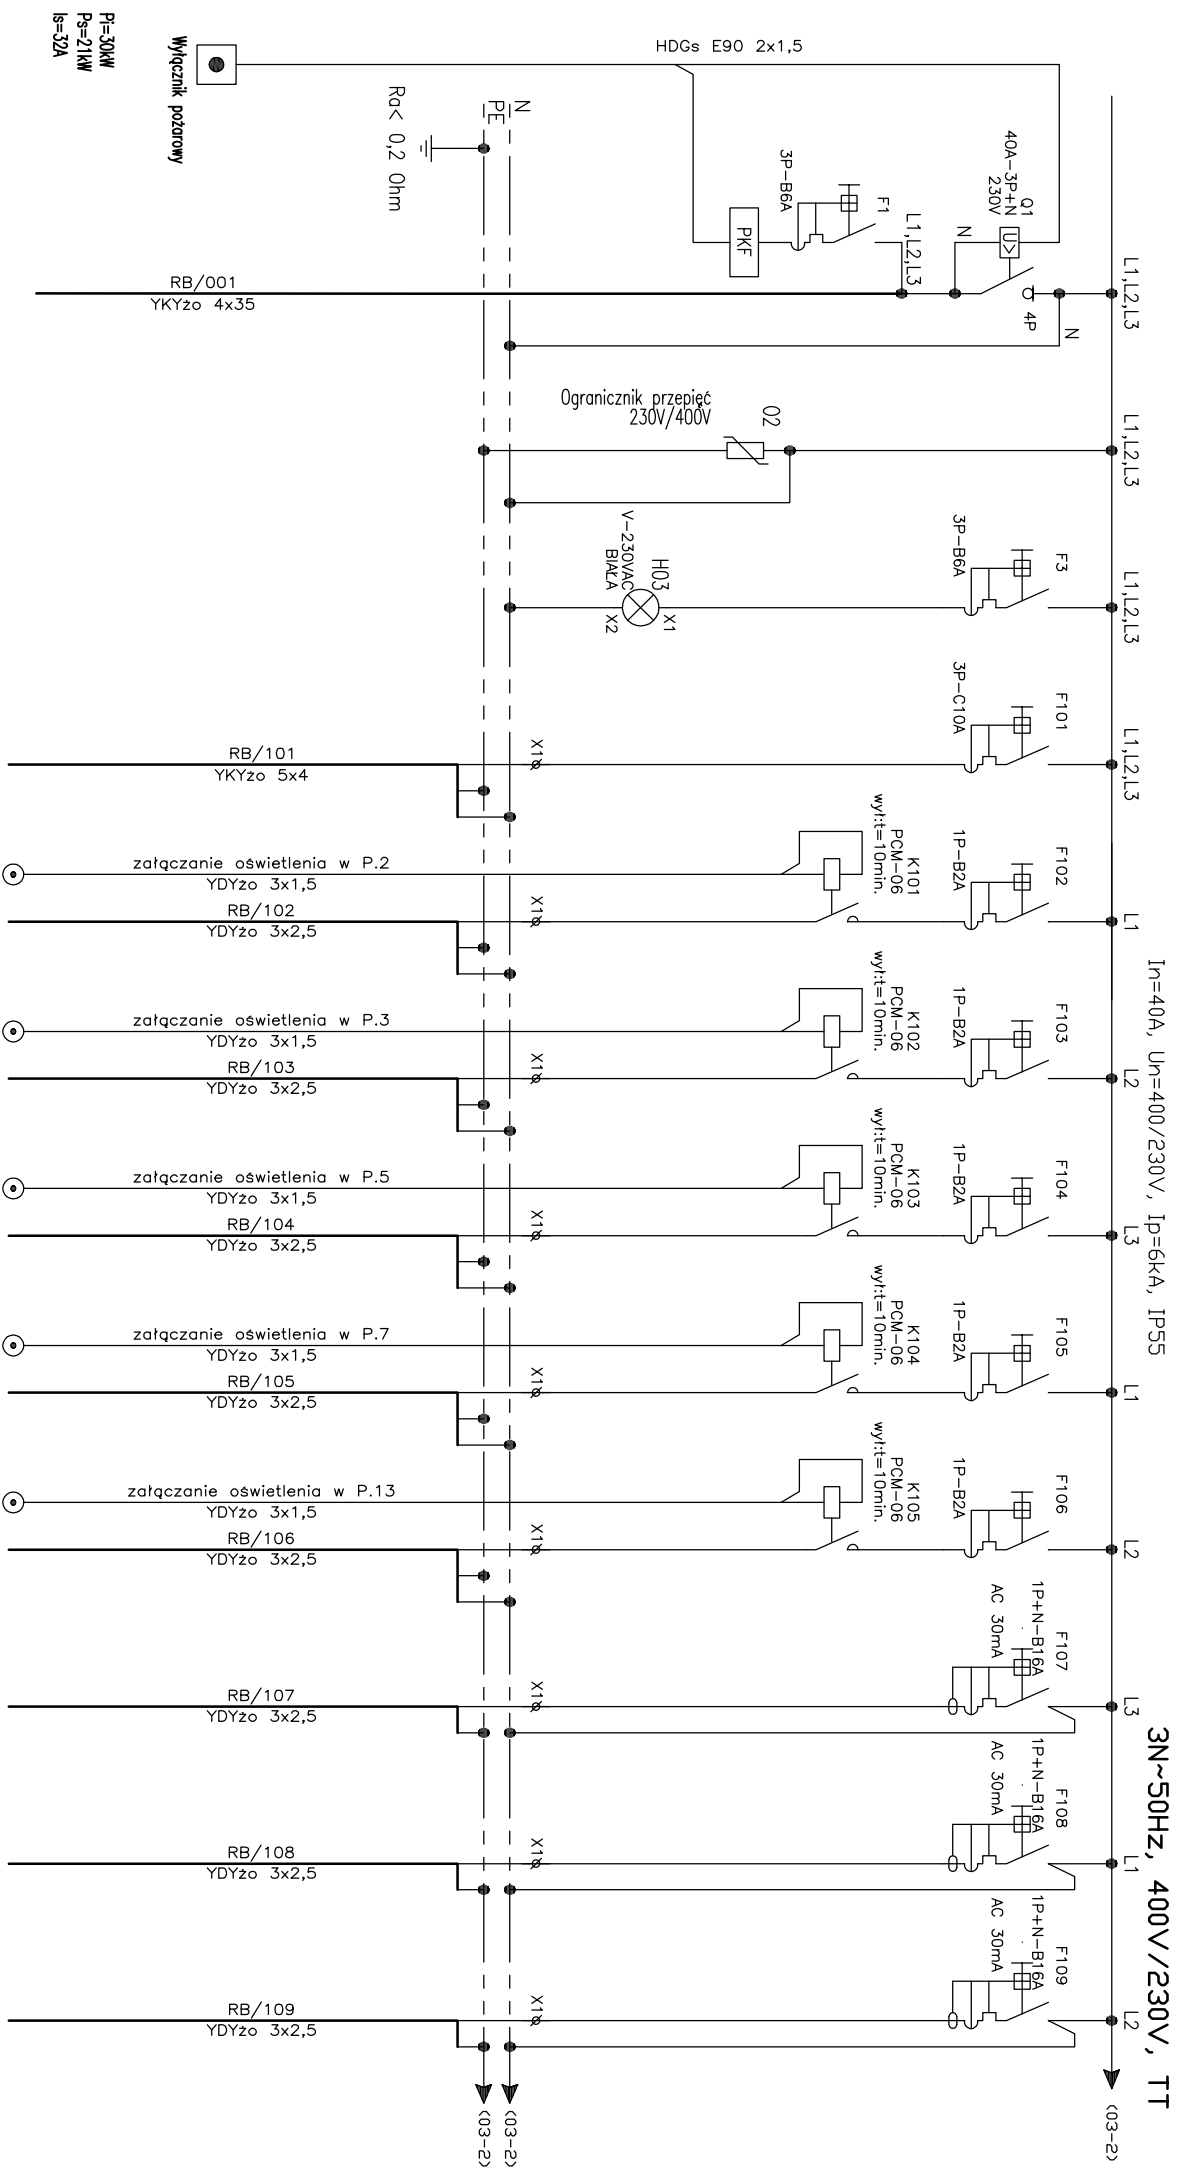 In=40A, Un=400/230V, Ip=6kA, IP55
3N~50Hz, 400V/230V, TT
L1,L2,L3
L1,L2,L3
L1,L2,L3
L1,L2,L3
L1
L2
L3
L1
L2
L3
L1
L2
(03-2)
Q1
40A-3P+N
230V
U>
N
4P
N
L1,L2,L3
F1
3P-B6A
PKF
HDGs E90 2x1,5
N
PE
Ra< 0,2 Ohm
Wyłącznik pożarowy
Pi=30kW
Ps=21kW
Is=32A
RB/001
YKYżo 4x35
O2
Ogranicznik przepięć
230V/400V
F3
3P-B6A
H03
V-230VAC
BIAŁA
X1
X2
F101
3P-C10A
X1
RB/101
YKYżo 5x4
F102
1P-B2A
K101
PCM-06
wył:t=10min.
X1
załączanie oświetlenia w P.2
YDYżo 3x1,5
RB/102
YDYżo 3x2,5
F103
1P-B2A
K102
PCM-06
wył:t=10min.
X1
załączanie oświetlenia w P.3
YDYżo 3x1,5
RB/103
YDYżo 3x2,5
F104
1P-B2A
K103
PCM-06
wył:t=10min.
X1
załączanie oświetlenia w P.5
YDYżo 3x1,5
RB/104
YDYżo 3x2,5
F105
1P-B2A
K104
PCM-06
wył:t=10min.
X1
załączanie oświetlenia w P.7
YDYżo 3x1,5
RB/105
YDYżo 3x2,5
F106
1P-B2A
K105
PCM-06
wył:t=10min.
X1
załączanie oświetlenia w P.13
YDYżo 3x1,5
RB/106
YDYżo 3x2,5
F107
1P+N-B16A
AC 30mA
X1
RB/107
YDYżo 3x2,5
F108
1P+N-B16A
AC 30mA
X1
RB/108
YDYżo 3x2,5
F109
1P+N-B16A
AC 30mA
X1
RB/109
YDYżo 3x2,5
(03-2)
(03-2)